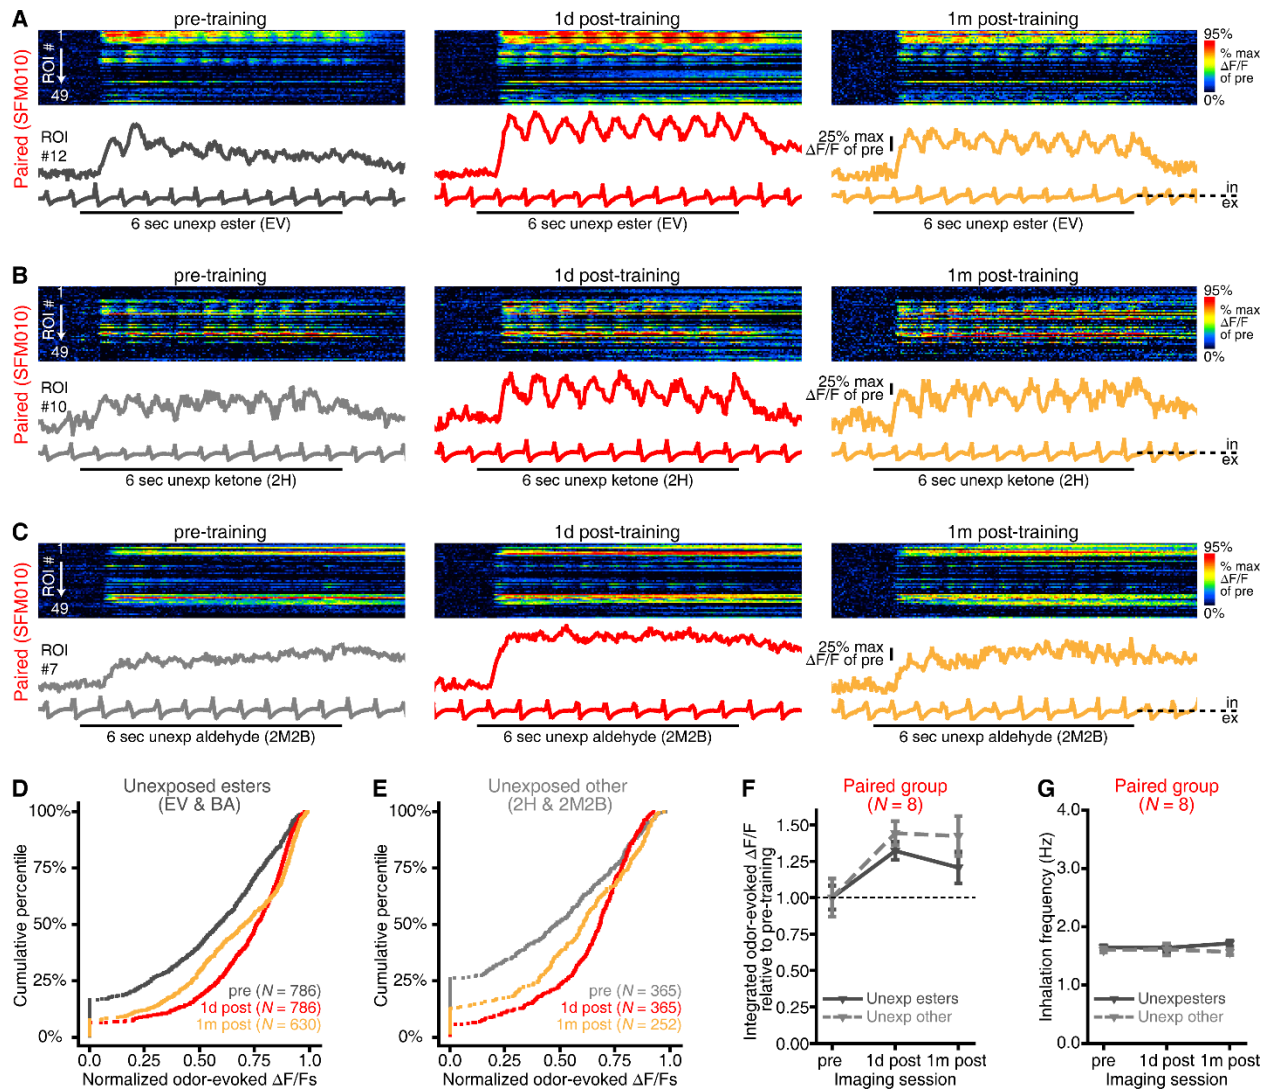 A
pre-training
1d post-training
1m post-training
Paired (SFM010)
ROI #
1
49
95%
% max
ΔF/F
of pre
0%
ROI
#12
25% max
ΔF/F of pre
in
ex
6 sec unexp ester (EV)
6 sec unexp ester (EV)
6 sec unexp ester (EV)
B
pre-training
1d post-training
1m post-training
Paired (SFM010)
ROI #
1
49
95%
% max
ΔF/F
of pre
0%
ROI
#10
25% max
ΔF/F of pre
in
ex
6 sec unexp ketone (2H)
6 sec unexp ketone (2H)
6 sec unexp ketone (2H)
C
pre-training
1d post-training
1m post-training
Paired (SFM010)
ROI #
1
49
95%
% max
ΔF/F
of pre
0%
ROI
#7
25% max
ΔF/F of pre
in
ex
6 sec unexp aldehyde (2M2B)
6 sec unexp aldehyde (2M2B)
6 sec unexp aldehyde (2M2B)
D
Unexposed esters
(EV & BA)
Cumulative percentile
100%
75%
50%
25%
0%
pre (N = 786)
1d post (N = 786)
1m post (N = 630)
0.0 0.25 0.50 0.75 1.0
Normalized odor-evoked ΔF/Fs
E
Unexposed other
(2H & 2M2B)
Cumulative percentile
100%
75%
50%
25%
0%
pre (N = 365)
1d post (N = 365)
1m post (N = 252)
0.0 0.25 0.50 0.75 1.0
Normalized odor-evoked ΔF/Fs
F
Paired group
(N = 8)
Integrated odor-evoked ΔF/F
relative to pre-training
1.50
1.25
1.00
0.75
0.50
0.25
0.00
Unexp esters
Unexp other
pre 1d post 1m post
Imaging session
G
Paired group
(N = 8)
Inhalation frequency (Hz)
4.0
3.0
2.0
1.0
0
Unexpesters
Unexp other
pre 1d post 1m post
Imaging session